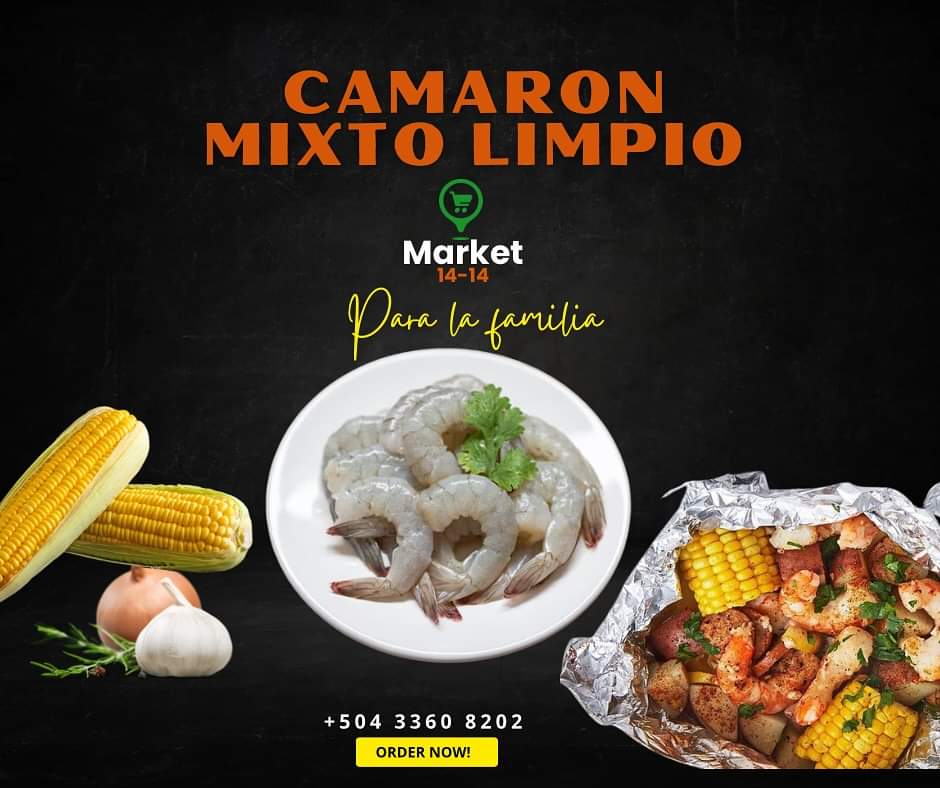 CAMARON
MIXTO LIMPIO
Market
14-14
Para la familia
+504 3360 8202
ORDER NOW!